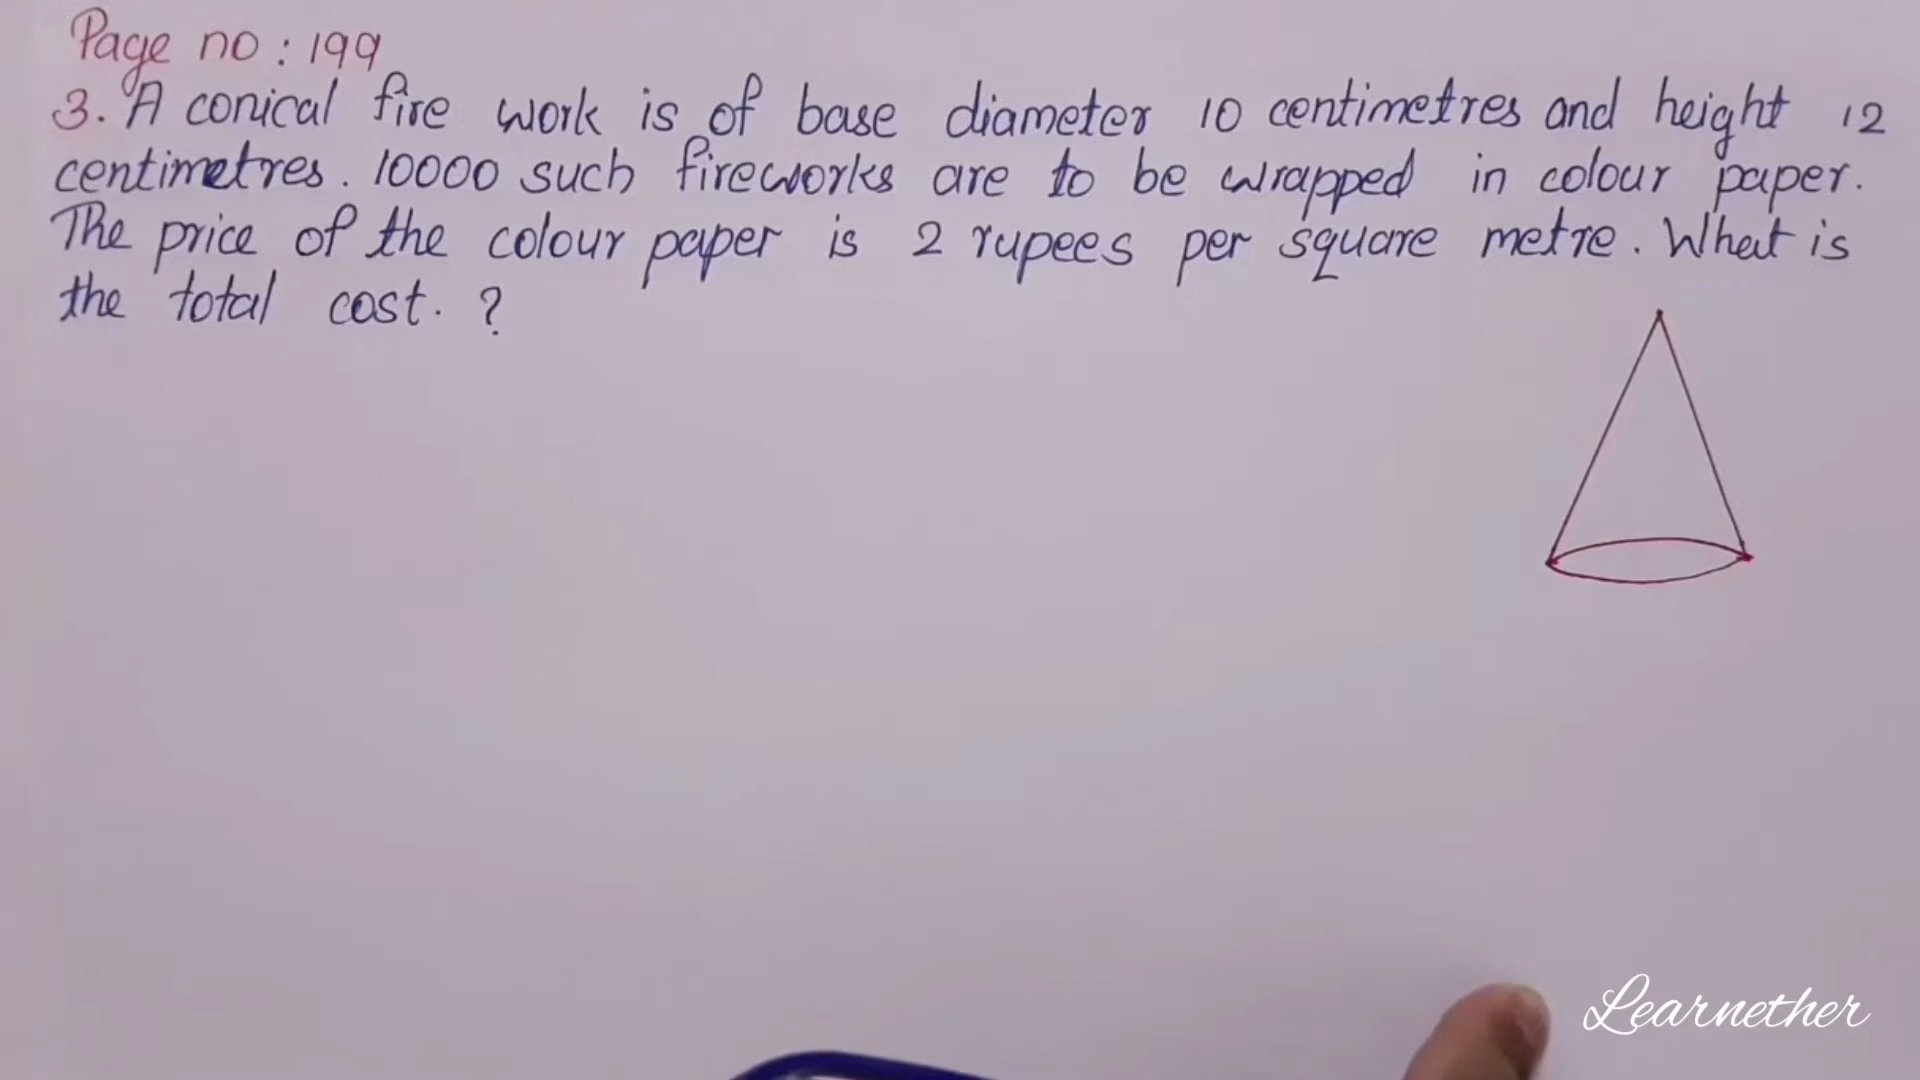 Page no : 199
3. A conical fire work is of base diameter 10 centimetres and height 12
centimetres. 10000 such fireworks are to be wrapped in colour paper.
The price of the colour paper is 2 rupees per square metre. What is
the total cost. ?
Learnether